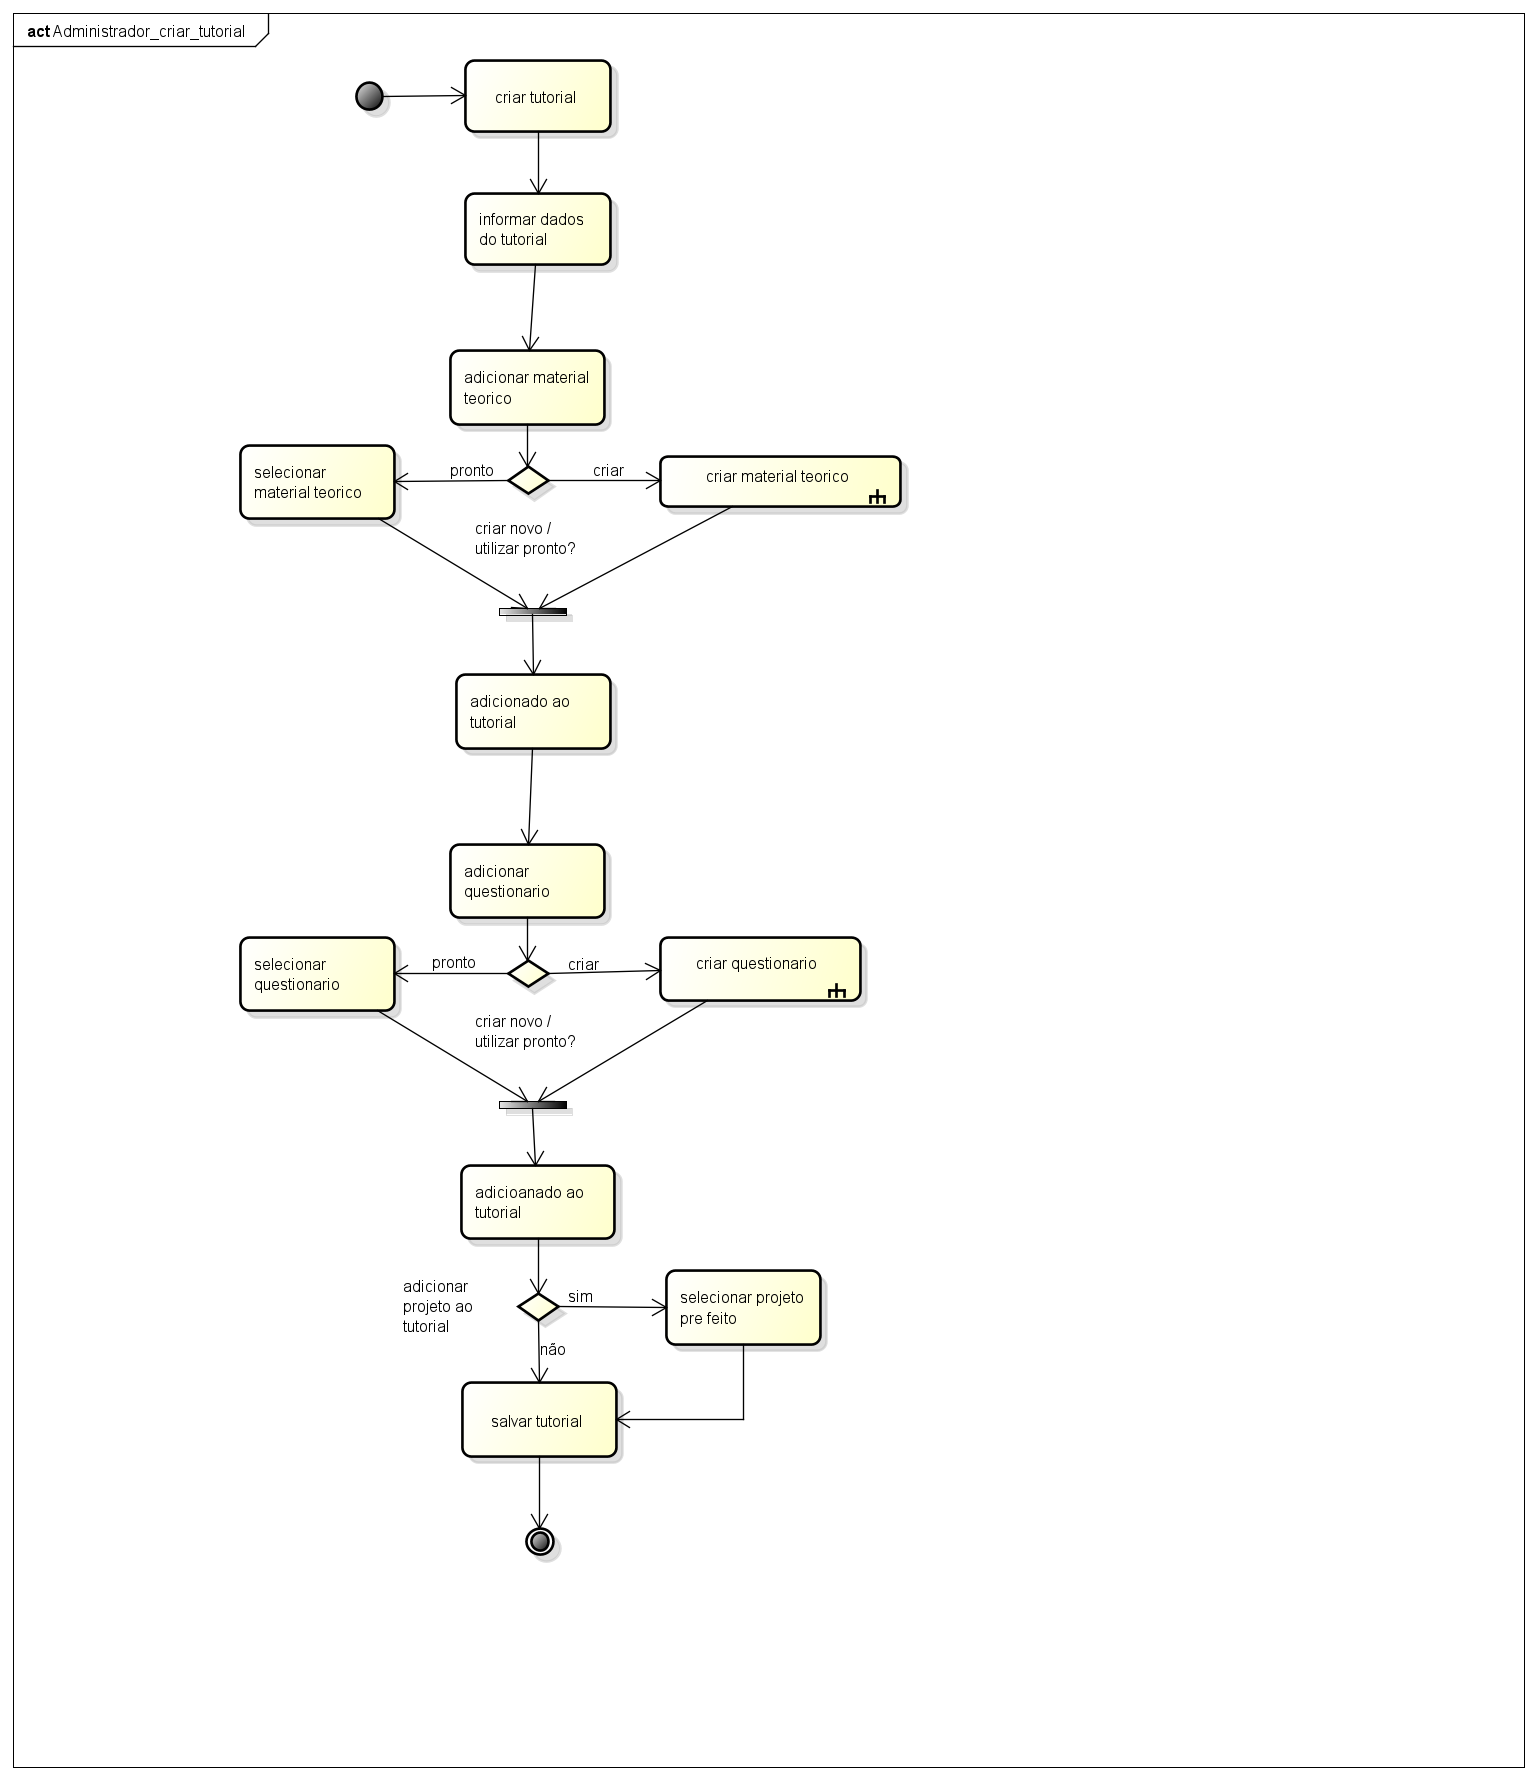 act Administrador_criar_tutorial
criar tutorial
informar dados
do tutorial
adicionar material
teorico
selecionar
material teorico
pronto
criar
criar material teorico
criar novo /
utilizar pronto?
adicionado ao
tutorial
adicionar
questionario
selecionar
questionario
pronto
criar
criar questionario
criar novo /
utilizar pronto?
adicioanado ao
tutorial
adicionar
projeto ao
tutorial
sim
selecionar projeto
pre feito
não
salvar tutorial